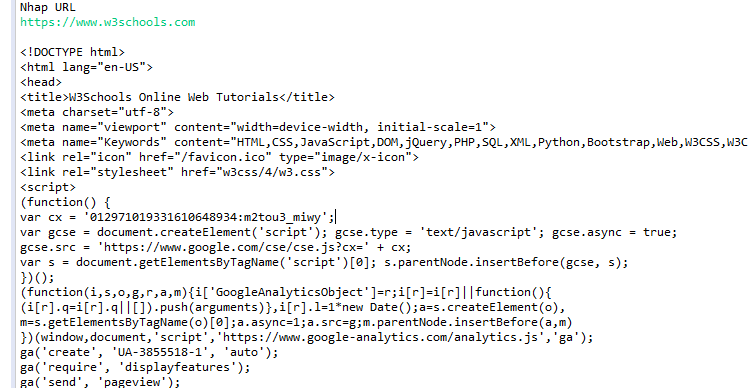 Nhap URL
https://www.w3schools.com
<!DOCTYPE html>
<html lang="en-US">
<head>
<title>W3Schools Online Web Tutorials</title>
<meta charset="utf-8">
<meta name="viewport" content="width=device-width, initial-scale=1">
<meta name="Keywords" content="HTML,CSS,JavaScript,DOM,jQuery,PHP,SQL,XML,Python,Bootstrap,Web,W3CSS,W3C
<link rel="icon" href="/favicon.ico" type="image/x-icon">
<link rel="stylesheet" href="w3css/4/w3.css">
<script>
(function() {
var cx = '012971019331610648934:m2tou3_miwy';
var gcse = document.createElement('script'); gcse.type = 'text/javascript'; gcse.async = true;
gcse.src = 'https://www.google.com/cse/cse.js?cx=' + cx;
var s = document.getElementsByTagName('script')[0]; s.parentNode.insertBefore(gcse, s);
})();
(function(i,s,o,g,r,a,m){i['GoogleAnalyticsObject']=r;i[r]=i[r]||function(){
(i[r].q=i[r].q||[]).push(arguments)},i[r].l=1*new Date();a=s.createElement(o),
m=s.getElementsByTagName(o)[0];a.async=1;a.src=g;m.parentNode.insertBefore(a,m)
})(window,document,'script','https://www.google-analytics.com/analytics.js','ga');
ga('create', 'UA-3855518-1', 'auto');
ga('require', 'displayfeatures');
ga('send', 'pageview');